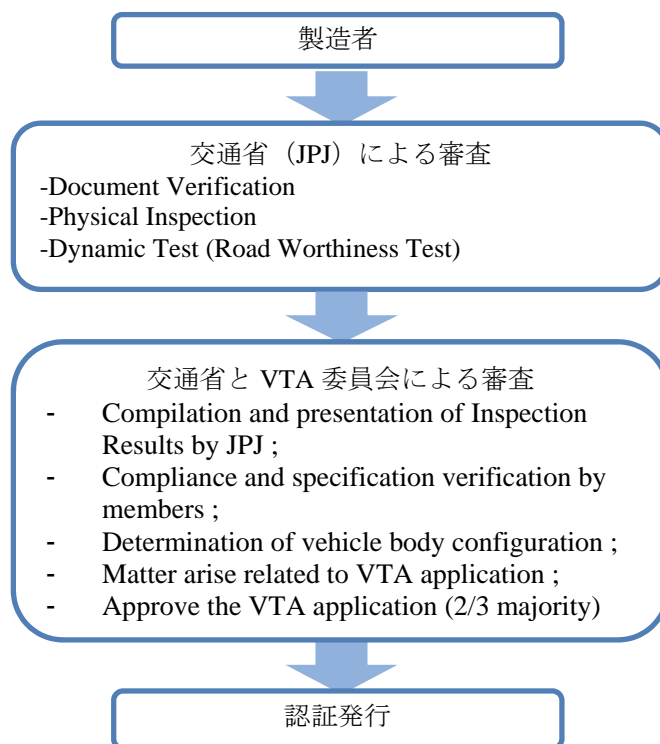 製造者
交通省（JPJ）による審査
-Document Verification
-Physical Inspection
-Dynamic Test (Road Worthiness Test)
交通省と VTA 委員会による審査
- Compilation and presentation of Inspection
Results by JPJ ;
- Compliance and specification verification by
members ;
- Determination of vehicle body configuration ;
- Matter arise related to VTA application ;
- Approve the VTA application (2/3 majority)
認証発行